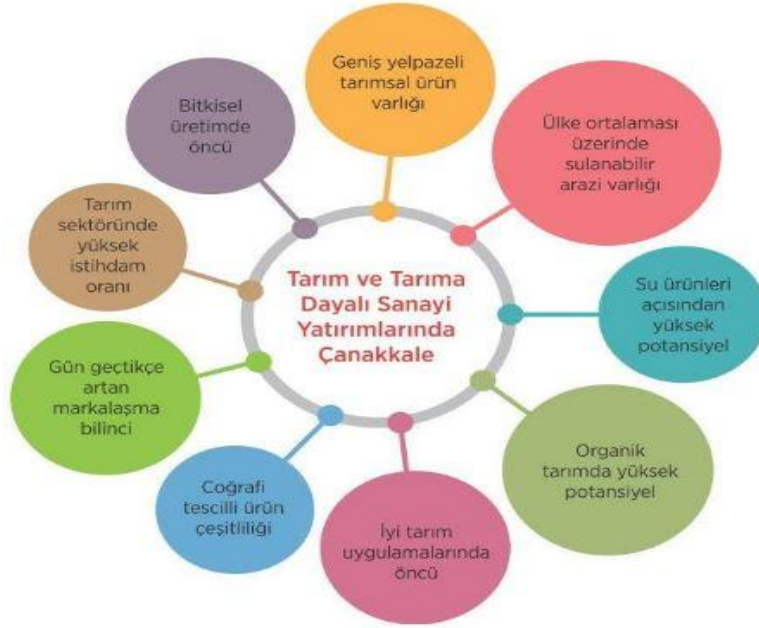 Tarım ve Tarıma
Dayalı Sanayi
Yatırımlarında
Çanakkale
Geniş yelpazeli
tarımsal ürün
varlığı
Ülke ortalaması
üzerinde
sulanabilir
arazi varlığı
Su ürünleri
açısından
yüksek
potansiyel
Organik
tarımda yüksek
potansiyel
İyi tarım
uygulamalarında
öncü
Coğrafi
tescilli ürün
çeşitliliği
Gün geçtikçe
artan
markalaşma
bilinci
Tarım
sektöründe
yüksek
istihdam
oranı
Bitkisel
üretimde
öncü